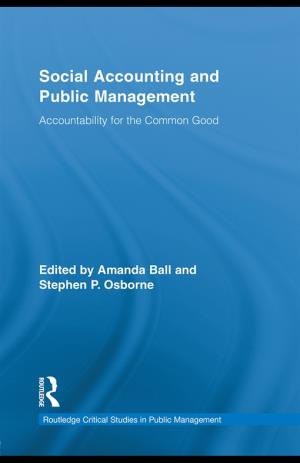 Social Accounting and
Public Management
Accountability for the Common Good
Edited by Amanda Ball and
Stephen P. Osborne
ROUTLEDGE
Routledge Critical Studies in Public Management